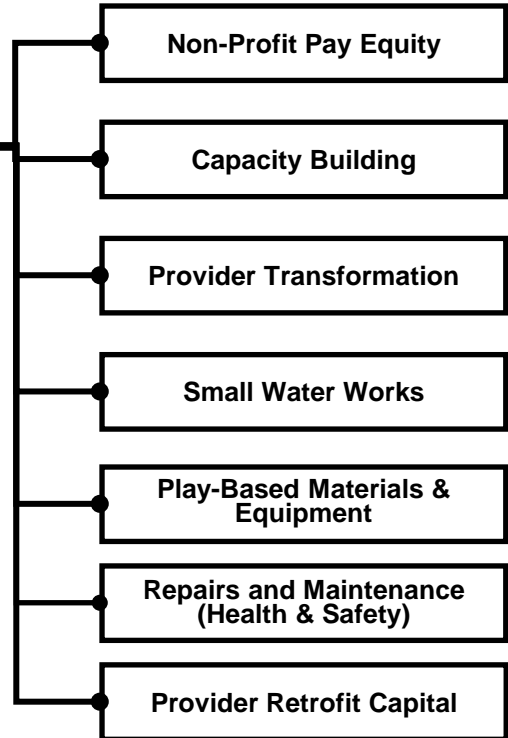 Non-Profit Pay Equity
Capacity Building
Provider Transformation
Small Water Works
Play-Based Materials &
Equipment
Repairs and Maintenance
(Health & Safety)
Provider Retrofit Capital